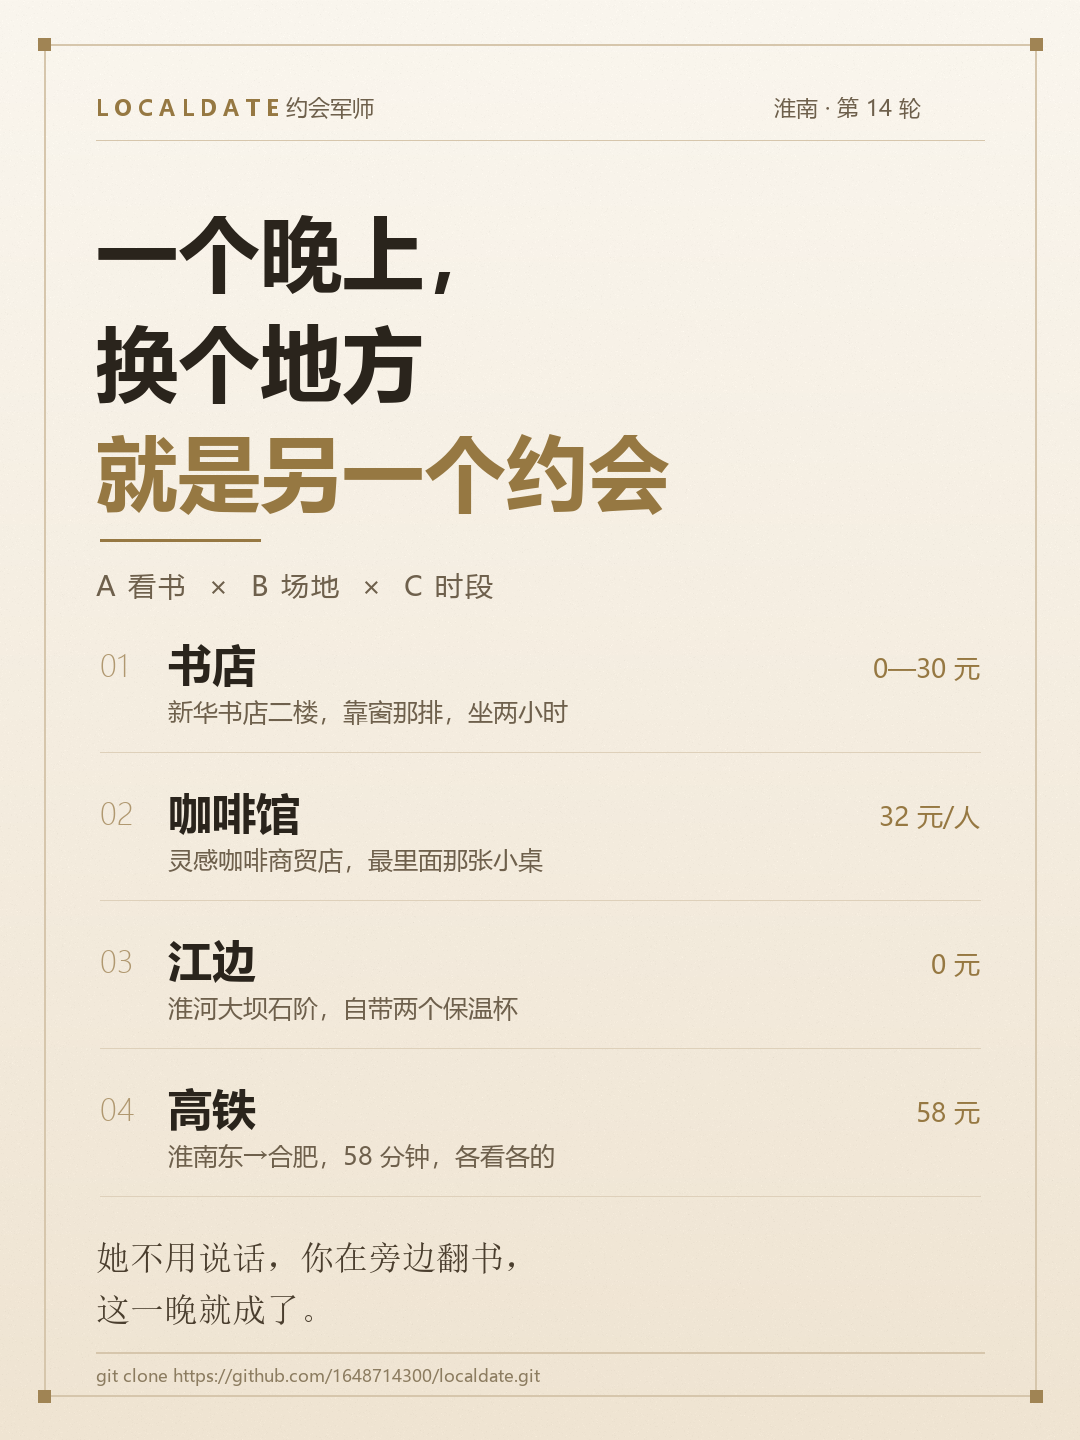 LOCALDATE 约会军师
淮南 · 第 14 轮
一个晚上，
换个地方
就是另一个约会
A 看书 × B 场地 × C 时段
01 书店 0—30 元
新华书店二楼，靠窗那排，坐两小时
02 咖啡馆 32 元/人
灵感咖啡商贸店，最里面那张小桌
03 江边 0 元
淮河大坝石阶，自带两个保温杯
04 高铁 58 元
淮南东→合肥，58 分钟，各看各的
她不用说话，你在旁边翻书，
这一晚就成了。
git clone https://github.com/1648714300/localdate.git